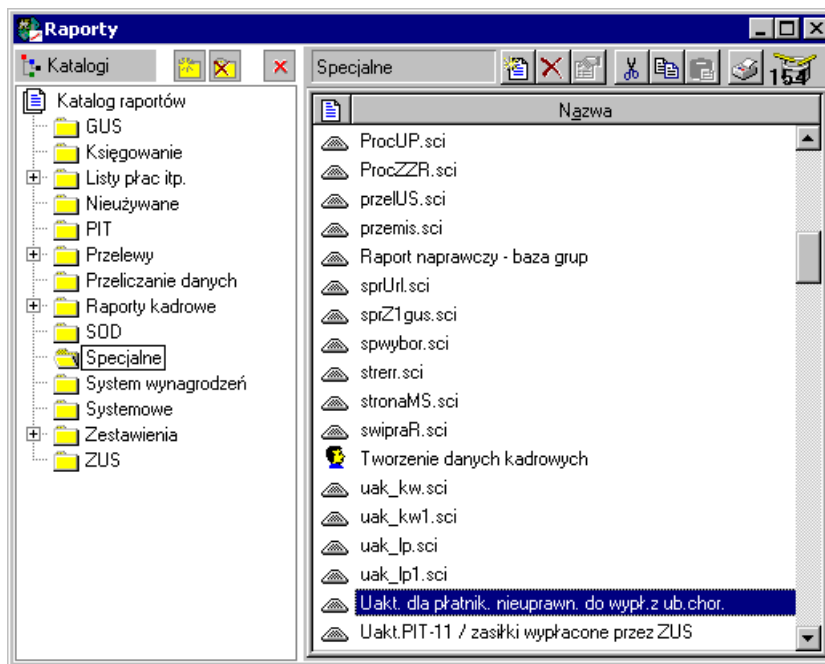 Raporty
Katalogi
Specjalne
154
Katalog raportów
GUS
Księgowanie
Listy płac itp.
Nieużywane
PIT
Przelewy
Przeliczanie danych
Raporty kadrowe
SOD
Specjalne
System wynagrodzeń
Systemowe
Zestawienia
ZUS
Nazwa
ProcUP.sci
ProcZZR.sci
przelUS.sci
przemis.sci
Raport naprawczy - baza grup
sprUrl.sci
sprZ1gus.sci
spwybor.sci
strerr.sci
stronaMS.sci
swipraR.sci
Tworzenie danych kadrowych
uak_kw.sci
uak_kw1.sci
uak_lp.sci
uak_lp1.sci
Uakt. dla płatnik. nieuprawn. do wypł.z ub.chor.
Uakt.PIT-11 / zasiłki wypłacone przez ZUS